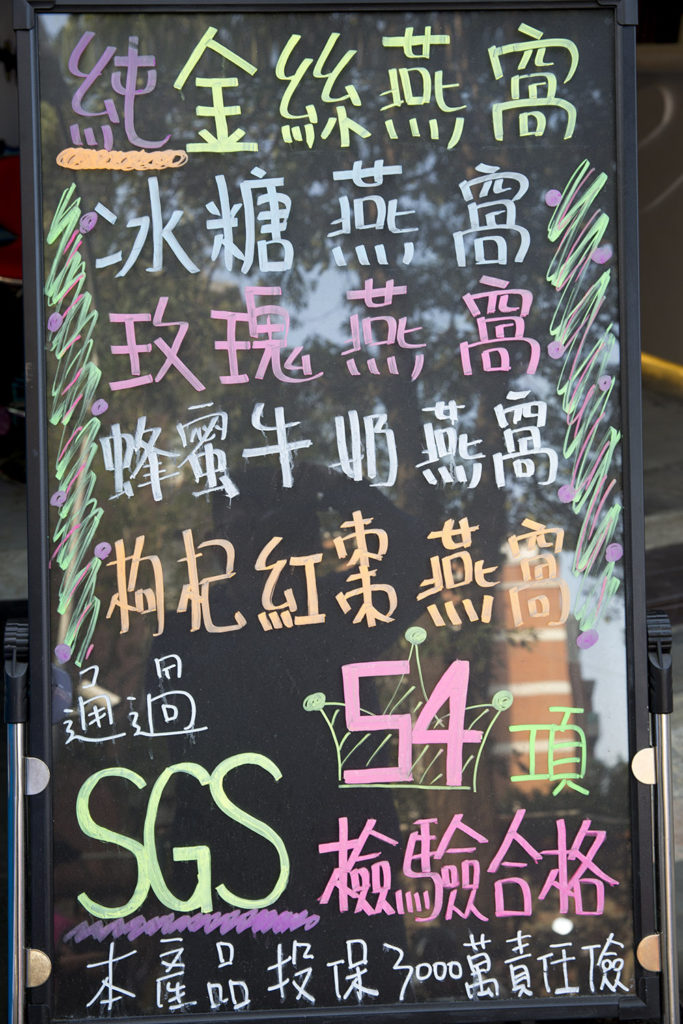 純金絲燕窩
冰糖燕窩
玫瑰燕窩
蜂蜜牛奶燕窩
枸杞紅棗燕窩
通過
54項
SGS
檢驗合格
本產品投保3000萬責任險